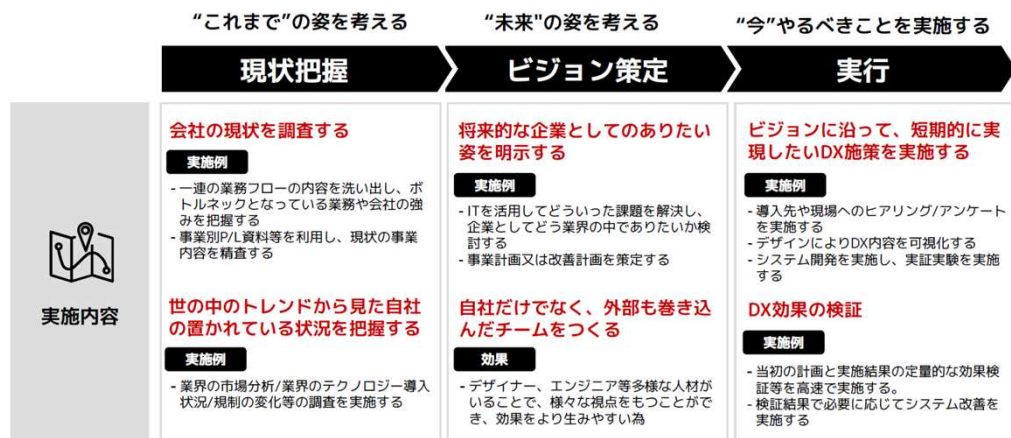 “これまで”の姿を考える
“未来"の姿を考える
“今”やるべきことを実施する
現状把握
ビジョン策定
実行
実施内容
会社の現状を調査する
実施例
- 一連の業務フローの内容を洗い出し、ボ
トルネックとなっている業務や会社の強
みを把握する
- 事業別P/L資料等を利用し、現状の事業
内容を精査する
世の中のトレンドから見た自社
の置かれている状況を把握する
実施例
- 業界の市場分析/業界のテクノロジー導入
状況/規制の変化等の調査を実施する
将来的な企業としてのありたい
姿を明示する
実施例
- ITを活用してどういった課題を解決し、
企業としてどう業界の中でありたいか検
討する
- 事業計画又は改善計画を策定する
自社だけでなく、外部も巻き込
んだチームをつくる
効果
- デザイナー、エンジニア等多様な人材が
いることで、様々な視点をもつことがで
き、効果をより生みやすい為
ビジョンに沿って、短期的に実
現したいDX施策を実施する
実施例
- 導入先や現場へのヒアリング/アンケート
を実施する
- デザインによりDX内容を可視化する
- システム開発を実施し、実証実験を実施
する
DX効果の検証
実施例
- 当初の計画と実施結果の定量的な効果検
証等を高速で実施する。
- 検証結果で必要に応じてシステム改善を
実施する